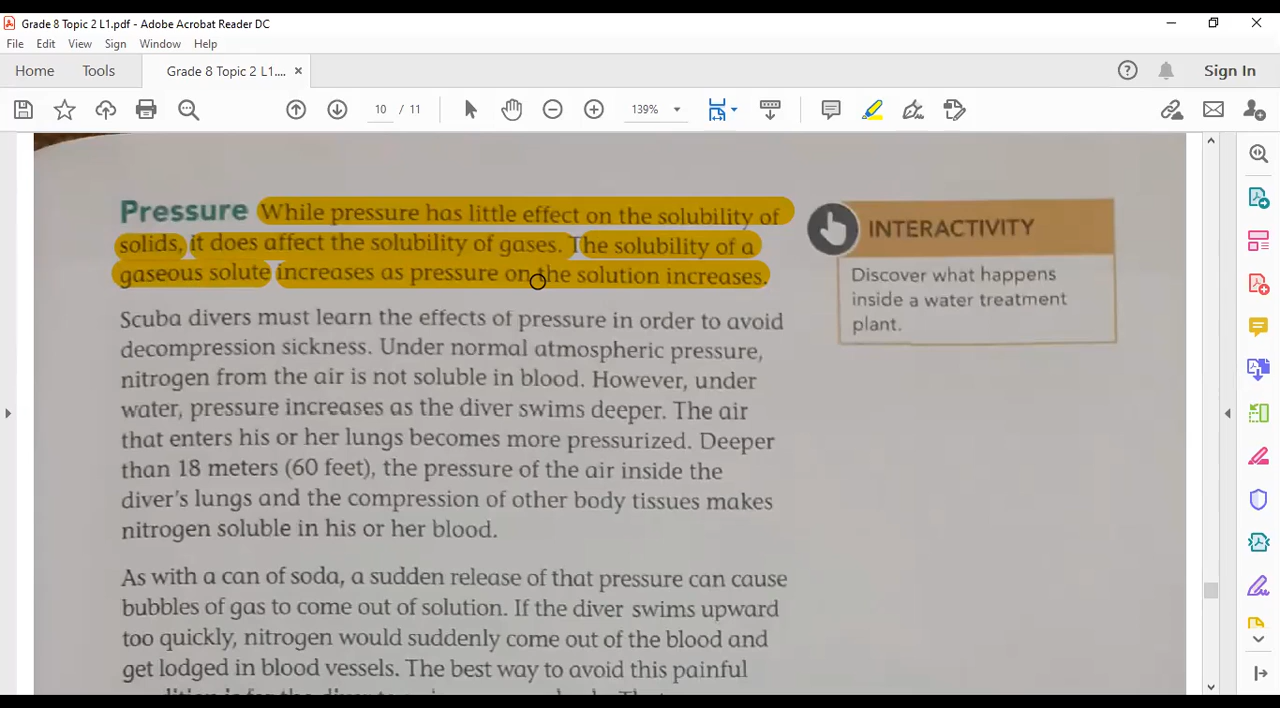 Grade 8 Topic 2 L1.pdf - Adobe Acrobat Reader DC
File Edit View Sign Window Help
Home Tools Grade 8 Topic 2 L1.... × Sign In
10 / 11 139%
Pressure While pressure has little effect on the solubility of
solids, it does affect the solubility of gases. The solubility of a
gaseous solute increases as pressure on the solution increases.
Scuba divers must learn the effects of pressure in order to avoid
decompression sickness. Under normal atmospheric pressure,
nitrogen from the air is not soluble in blood. However, under
water, pressure increases as the diver swims deeper. The air
that enters his or her lungs becomes more pressurized. Deeper
than 18 meters (60 feet), the pressure of the air inside the
diver's lungs and the compression of other body tissues makes
nitrogen soluble in his or her blood.
As with a can of soda, a sudden release of that pressure can cause
bubbles of gas to come out of solution. If the diver swims upward
too quickly, nitrogen would suddenly come out of the blood and
get lodged in blood vessels. The best way to avoid this painful
INTERACTIVITY
Discover what happens
inside a water treatment
plant.